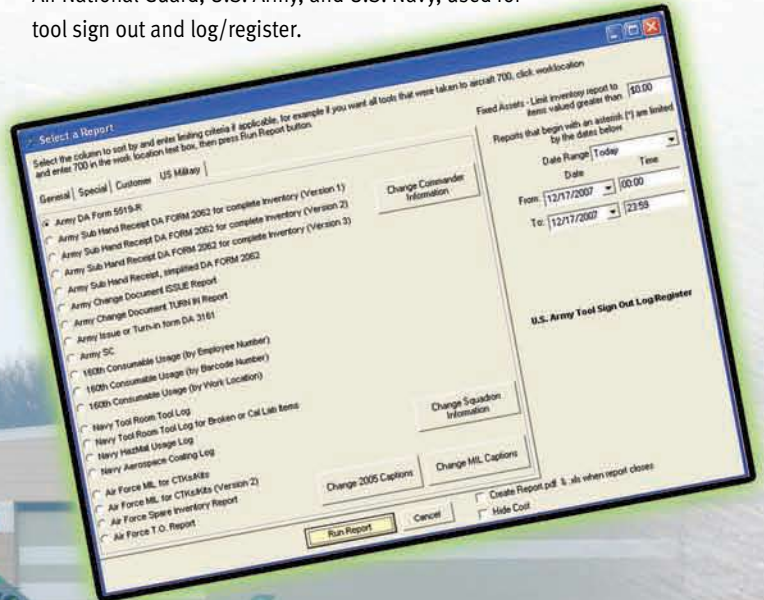 Air National Guard, U.S. Army, and U.S. Navy, used for
tool sign out and log/register.
Select a Report
Select the column to sort by and enter limiting criteria if applicable, for example if you want all tools that were taken to aircraft 700, click worklocation
and enter 700 in the work location text box, then press Run Report button.
General Special Customer US Military
Army DA Form 5519-R
Army Sub Hand Receipt DA FORM 2062 for complete Inventory (Version 1)
Army Sub Hand Receipt DA FORM 2062 for complete Inventory (Version 2)
Army Sub Hand Receipt DA FORM 2062 for complete Inventory (Version 3)
Army Sub Hand Receipt, simplified DA FORM 2062
Army Change Document ISSUE Report
Army Change Document TURN IN Report
Army Issue or Turn-in form DA 3161
Army SC
160th Consumable Usage (by Employee Number)
160th Consumable Usage (by Barcode Number)
160th Consumable Usage (by Work Location)
Navy Tool Room Tool Log
Navy Tool Room Tool Log for Broken or Cal Lab Items
Navy HazMat Usage Log
Navy Aerospace Coating Log
Air Force MIL for CTKs/Kits
Air Force MIL for CTKs/Kits (Version 2)
Air Force Spare Inventory Report
Air Force T.O. Report
Change Commander
Information
Change Squadron
Information
Change 2005 Captions
Change MIL Captions
Run Report
Cancel
Create Report.pdf & .xls when report closes
Hide Cost
Fixed Assets - Limit inventory report to
items valued greater than $0.00
Reports that begin with an asterisk (*) are limited
by the dates below
Date Range Today
Date Time
From: 12/17/2007 00:00
To: 12/17/2007 23:59
U.S. Army Tool Sign Out Log/Register